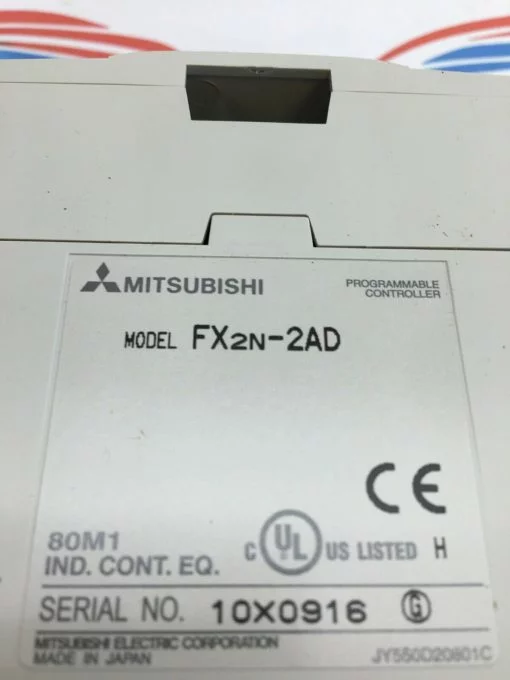 MITSUBISHI
PROGRAMMABLE
CONTROLLER
MODEL FX2N-2AD
CE
80M1
IND. CONT. EQ.
C UL US LISTED H
SERIAL NO. 10X0916 G
MITSUBISHI ELECTRIC CORPORATION
MADE IN JAPAN